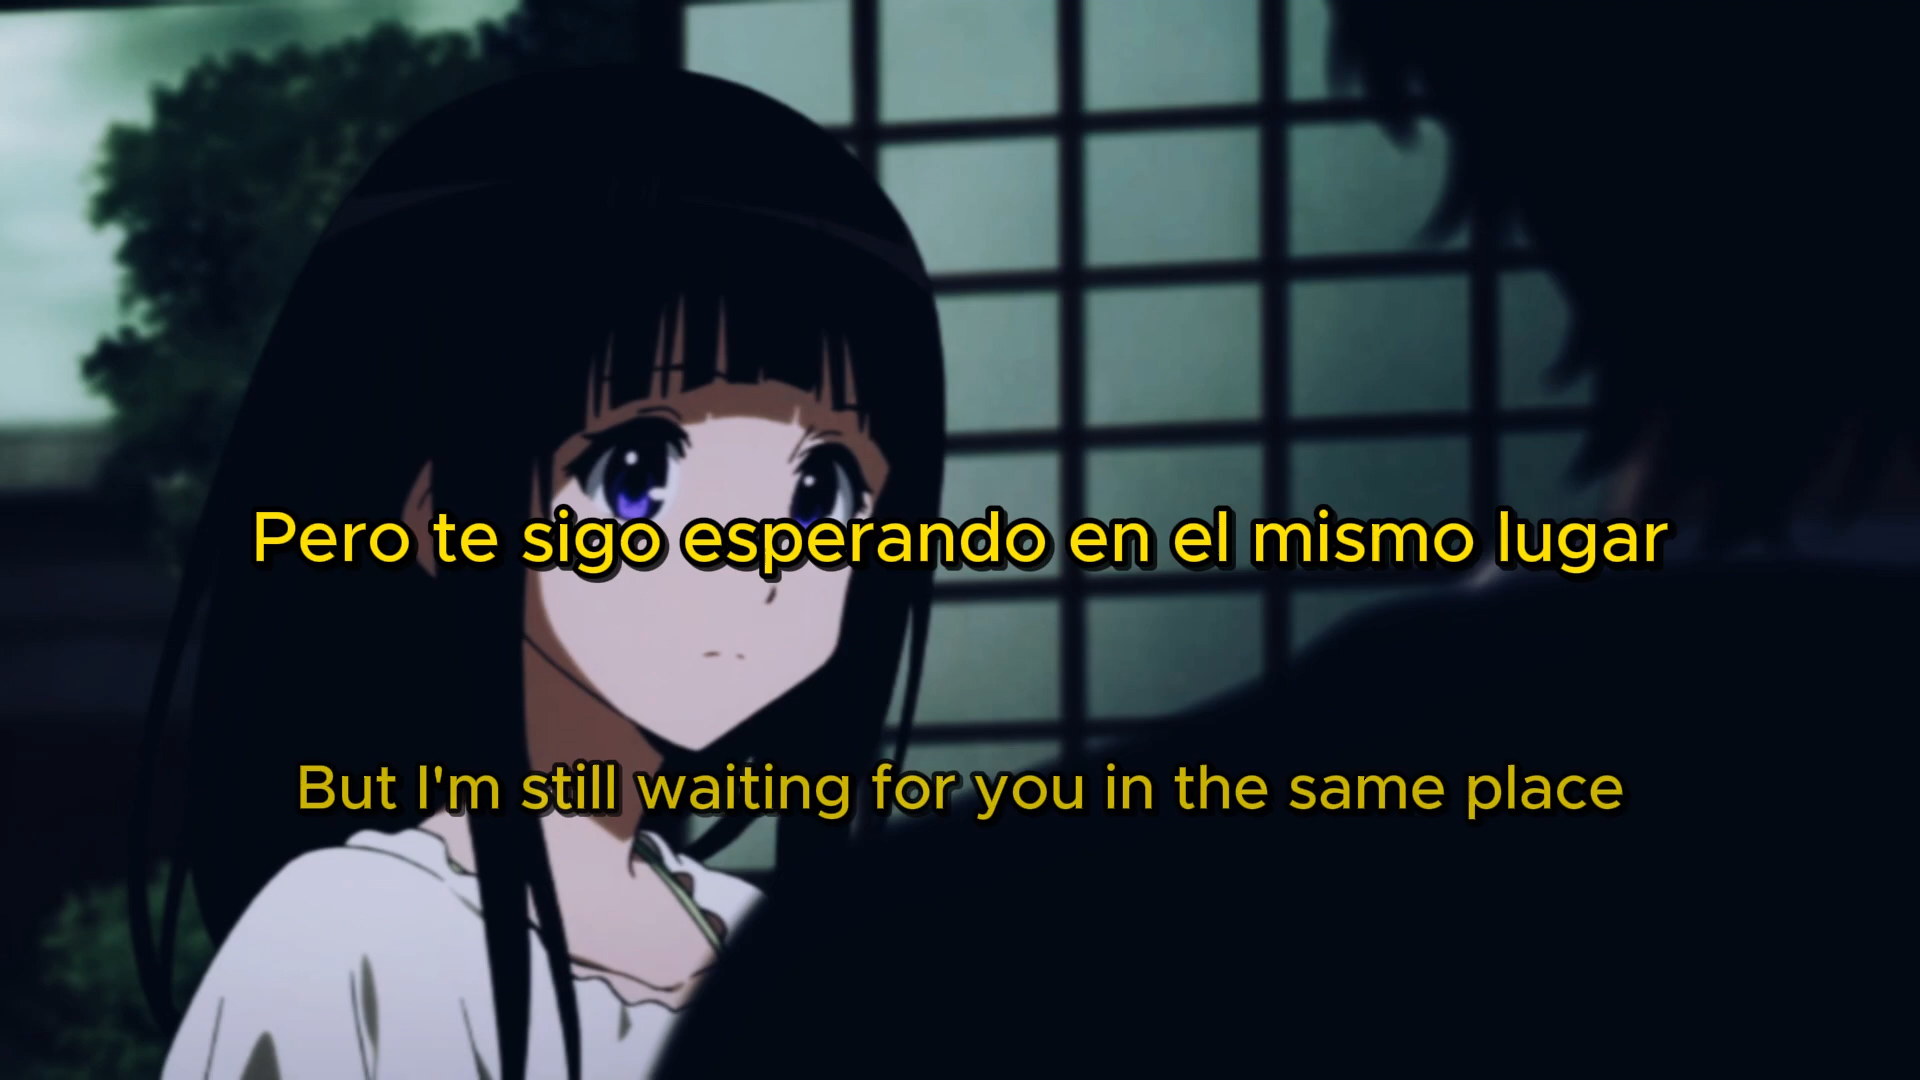 Pero te sigo esperando en el mismo lugar
But I'm still waiting for you in the same place